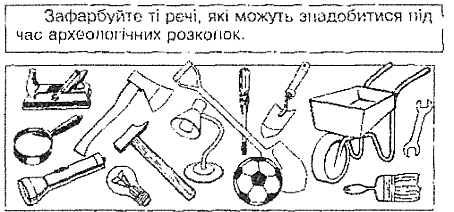 Зафарбуйте ті речі, які можуть знадобитися під
час археологічних розкопок.